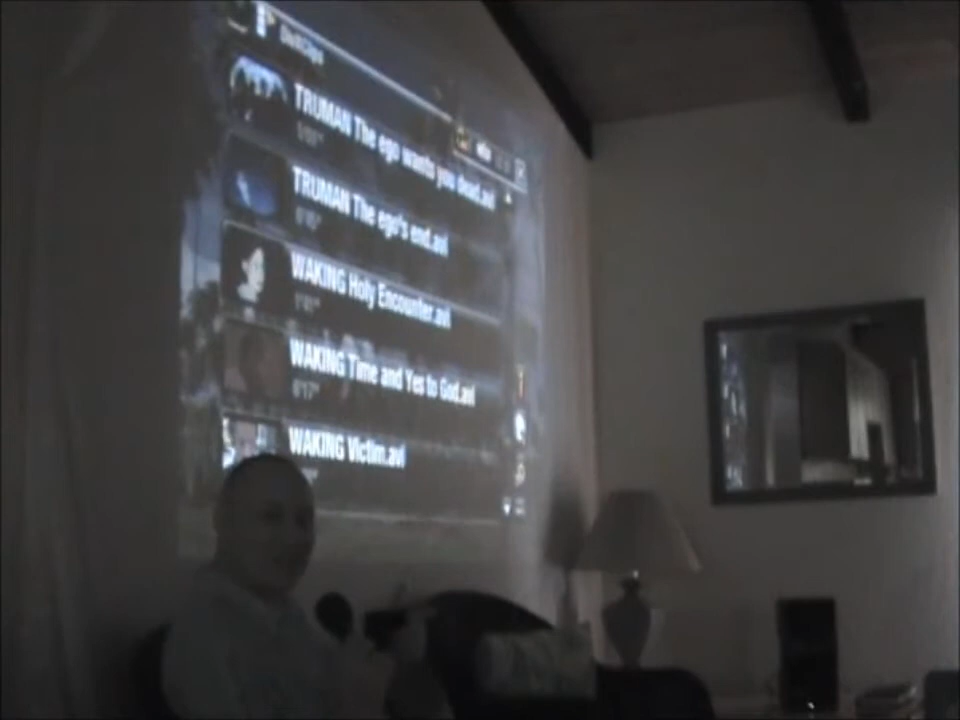 TRUMAN The ego wants you dead.avi
TRUMAN The ego's end.avi
WAKING Holy Encounter.avi
WAKING Time and Yes to God.avi
WAKING Victim.avi